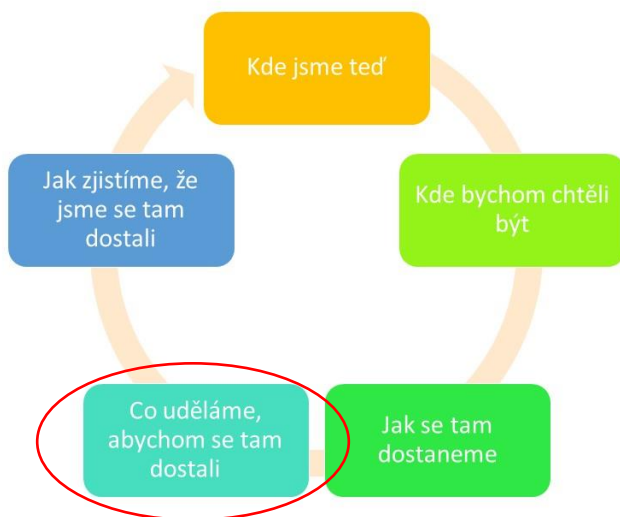 Kde jsme teď
Kde bychom chtěli
být
Jak se tam
dostaneme
Co uděláme,
abychom se tam
dostali
Jak zjistíme, že
jsme se tam
dostali